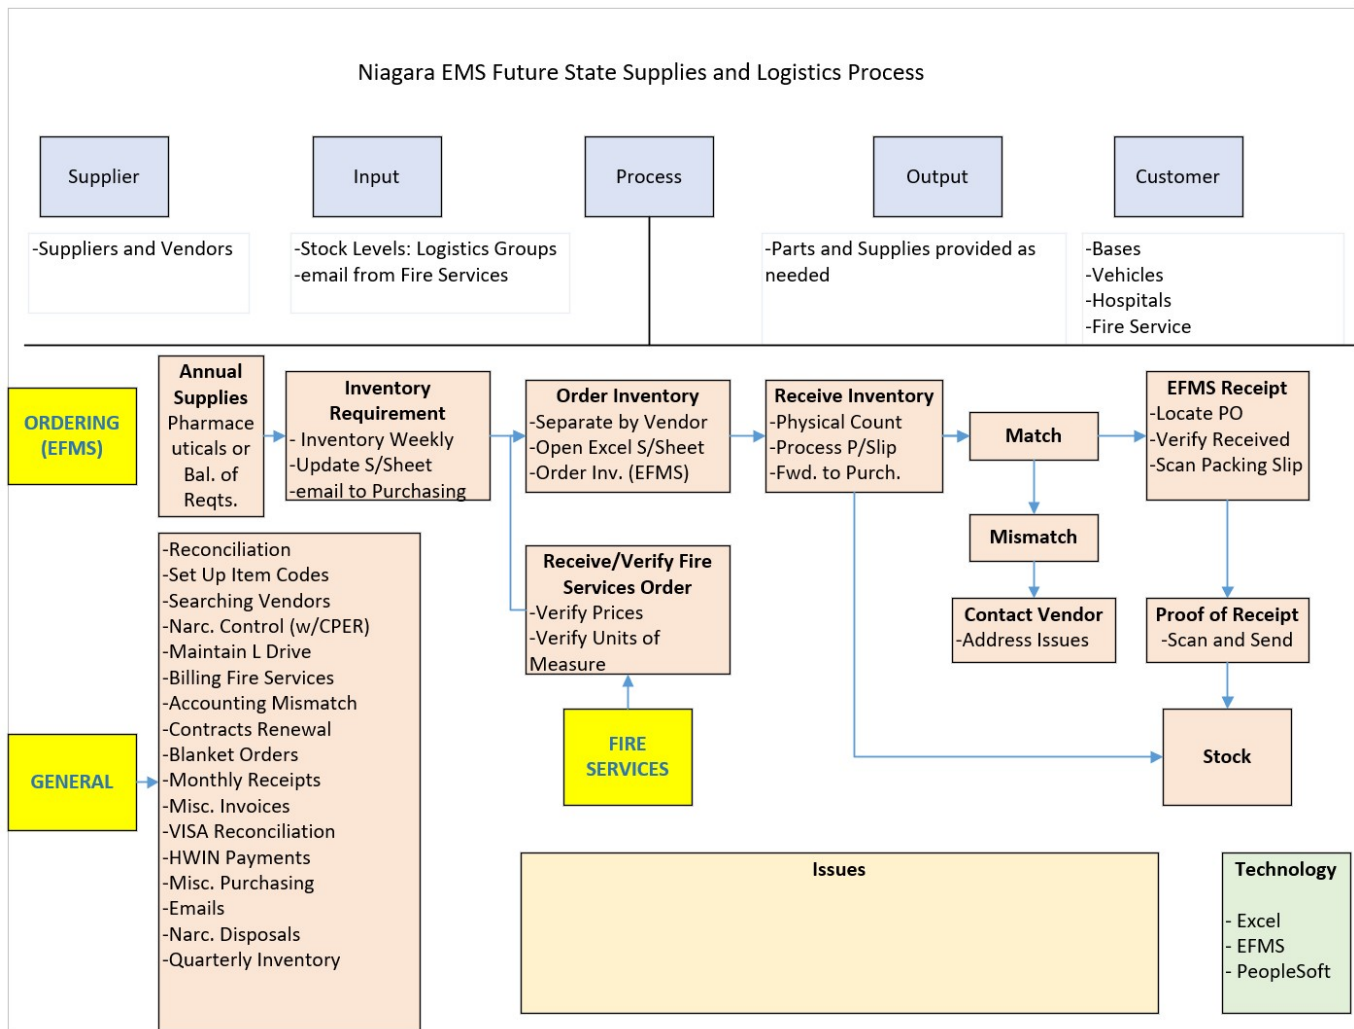 Niagara EMS Future State Supplies and Logistics Process
Supplier
Input
Process
Output
Customer
-Suppliers and Vendors
-Stock Levels: Logistics Groups
-email from Fire Services
-Parts and Supplies provided as
needed
-Bases
-Vehicles
-Hospitals
-Fire Service
ORDERING
(EFMS)
Annual
Supplies
Pharmace
uticals or
Bal. of
Reqts.
Inventory
Requirement
- Inventory Weekly
-Update S/Sheet
-email to Purchasing
Order Inventory
-Separate by Vendor
-Open Excel S/Sheet
-Order Inv. (EFMS)
Receive Inventory
-Physical Count
-Process P/Slip
-Fwd. to Purch.
Match
EFMS Receipt
-Locate PO
-Verify Received
-Scan Packing Slip
Mismatch
Contact Vendor
-Address Issues
Proof of Receipt
-Scan and Send
Stock
Receive/Verify Fire
Services Order
-Verify Prices
-Verify Units of
Measure
FIRE
SERVICES
GENERAL
-Reconciliation
-Set Up Item Codes
-Searching Vendors
-Narc. Control (w/CPER)
-Maintain L Drive
-Billing Fire Services
-Accounting Mismatch
-Contracts Renewal
-Blanket Orders
-Monthly Receipts
-Misc. Invoices
-VISA Reconciliation
-HWIN Payments
-Misc. Purchasing
-Emails
-Narc. Disposals
-Quarterly Inventory
Issues
Technology
- Excel
- EFMS
- PeopleSoft